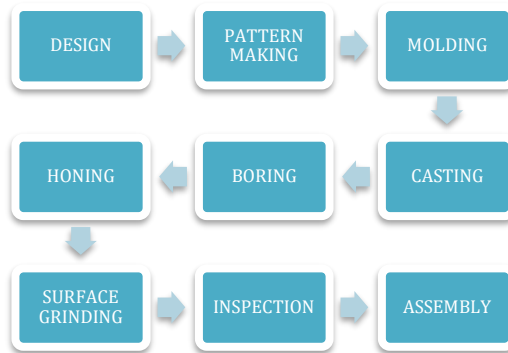 DESIGN
PATTERN
MAKING
MOLDING
HONING
BORING
CASTING
SURFACE
GRINDING
INSPECTION
ASSEMBLY